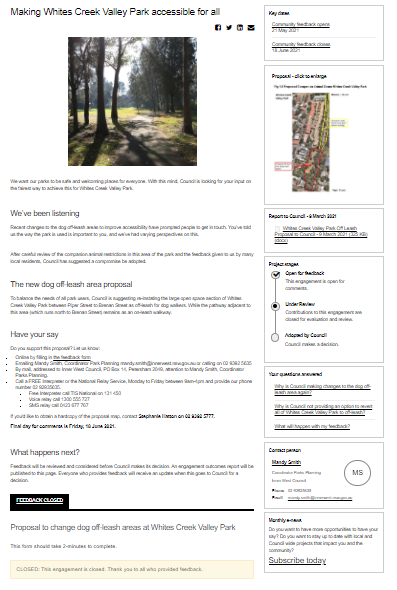 Making Whites Creek Valley Park accessible for all
We want our parks to be safe and welcoming places for everyone. With this mind, Council is looking for your input on
the fairest way to achieve this for Whites Creek Valley Park.
We've been listening
Recent changes to the dog off-leash areas to improve accessibility have prompted people to get in touch. You've told
us the way the park is used is important to you, and we've had varying perspectives on this.
After careful review of the companion animal restrictions in this area of the park and the feedback given to us by many
local residents, Council has suggested a compromise be adopted.
The new dog off-leash area proposal
To balance the needs of all park users, Council is suggesting re-instating the large open space section of Whites
Creek Valley Park between Piper Street to Brenan Street as off-leash for dog walkers. While the pathway adjacent to
this area (which runs north to Brenan Street) remains as an on-leash walkway.
Have your say
Do you support this proposal? Let us know:
Online by filling in the feedback form
Emailing Mandy Smith, Coordinator Parks Planning mandy.smith@innerwest.nsw.gov.au or calling on 02 9392 5635
By mail, addressed to Inner West Council, PO Box 14, Petersham 2049, attention to Mandy Smith, Coordinator
Parks Planning.
Call a FREE Interpreter or the National Relay Service, Monday to Friday between 9am-4pm and provide our phone
number 02 93925635.
Free interpreter call TIS National on 131 450
Voice relay call 1300 555 727
SMS relay call 0423 677 767
If you'd like to obtain a hardcopy of the proposal map, contact Stephanie Hatton on 02 9392 5777.
Final day for comments is Friday, 18 June 2021.
What happens next?
Feedback will be reviewed and considered before Council makes its decision. An engagement outcomes report will be
published to this page. Everyone who provides feedback will receive an update when this goes to Council for a
decision.
FEEDBACK CLOSED
Proposal to change dog off-leash areas at Whites Creek Valley Park
This form should take 2-minutes to complete.
CLOSED: This engagement is closed. Thank you to all who provided feedback.
Key dates
Community feedback opens
21 May 2021
Community feedback closes
18 June 2021
Proposal - click to enlarge
Report to Council - 9 March 2021
Whites Creek Valley Park Off Leash
Proposal to Council - 9 March 2021 (325 KB)
(docx)
Project stages
Open for feedback
This engagement is open for
comments.
Under Review
Contributions to this engagement are
closed for evaluation and review.
Adopted by Council
Council makes a decision.
Your questions answered
Why is Council making changes to the dog off-
leash area again?
Why is Council not providing an option to revert
all of Whites Creek Valley Park to off-leash?
What will happen with my feedback?
Contact person
Mandy Smith
Coordinator Parks Planning
Inner West Council
MS
Phone 02 93925635
Email mandy.smith@innerwest.nsw.gov.au
Monthly e-news
Do you want to have more opportunities to have your
say? Do you want to stay up to date with local and
Council wide projects that impact you and the
community?
Subscribe today